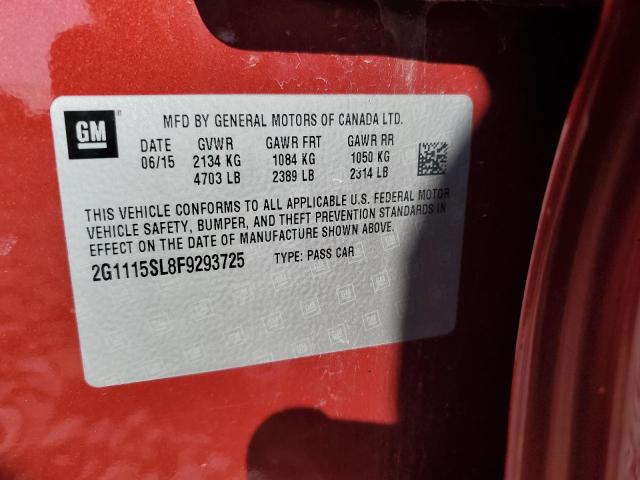 GM
MFD BY GENERAL MOTORS OF CANADA LTD.
DATE GVWR GAWR FRT GAWR RR
06/15 2134 KG 1084 KG 1050 KG
4703 LB 2389 LB 2314 LB
THIS VEHICLE CONFORMS TO ALL APPLICABLE U.S. FEDERAL MOTOR
VEHICLE SAFETY, BUMPER, AND THEFT PREVENTION STANDARDS IN
EFFECT ON THE DATE OF MANUFACTURE SHOWN ABOVE.
2G1115SL8F9293725 TYPE: PASS CAR